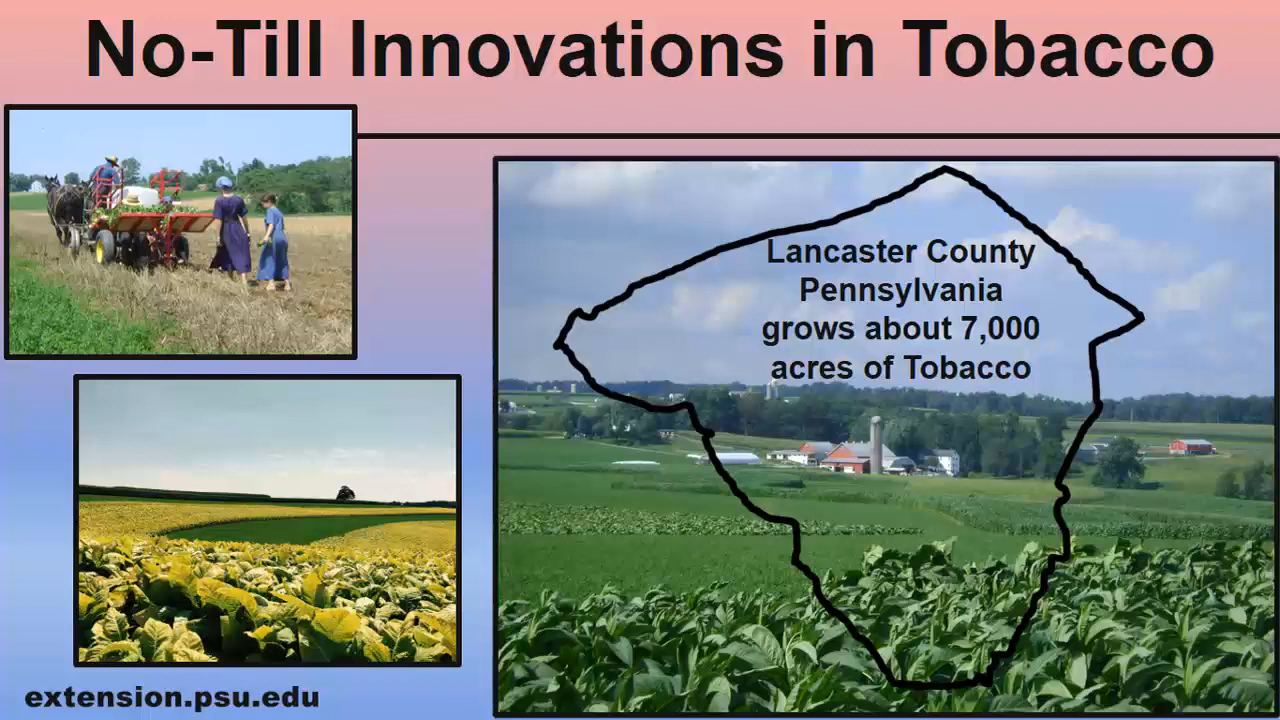 No-Till Innovations in Tobacco
Lancaster County
Pennsylvania
grows about 7,000
acres of Tobacco
extension.psu.edu